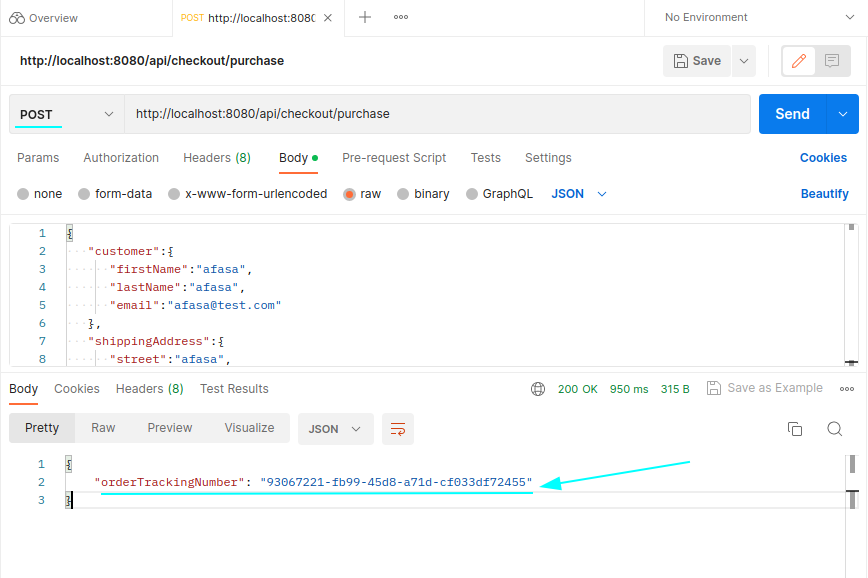 Overview
POST http://localhost:8080
No Environment
http://localhost:8080/api/checkout/purchase
Save
POST
http://localhost:8080/api/checkout/purchase
Send
Params Authorization Headers (8) Body Pre-request Script Tests Settings Cookies
none form-data x-www-form-urlencoded raw binary GraphQL JSON Beautify
1 {
2 "customer":{
3 "firstName":"afasa",
4 "lastName":"afasa",
5 "email":"afasa@test.com"
6 },
7 "shippingAddress":{
8 "street":"afasa",
Body Cookies Headers (8) Test Results 200 OK 950 ms 315 B Save as Example
Pretty Raw Preview Visualize JSON
1 {
2 "orderTrackingNumber": "93067221-fb99-45d8-a71d-cf033df72455"
3 }